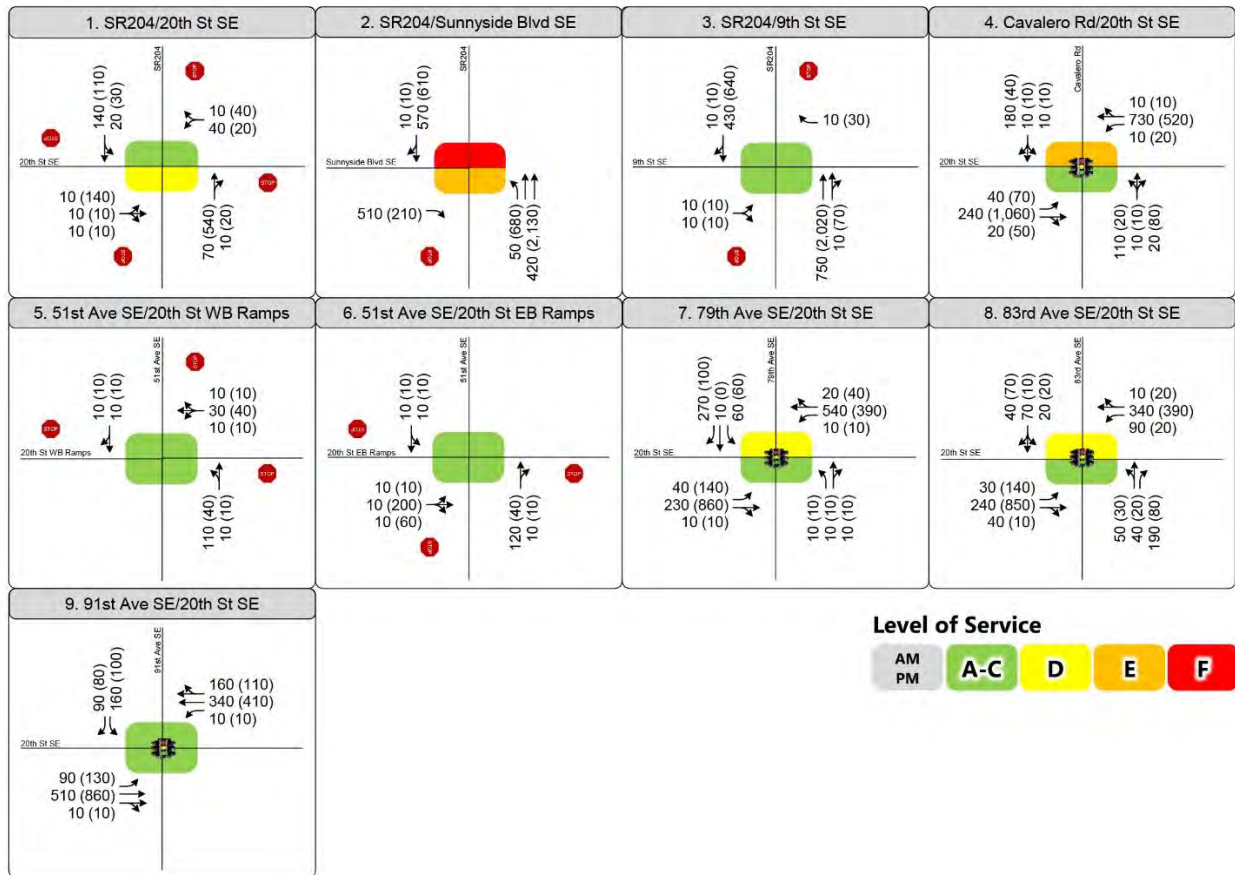 1. SR204/20th St SE
SR204
STOP
140 (110)
20 (30)
10 (40)
40 (20)
STOP
20th St SE
10 (140)
10 (10)
10 (10)
70 (540)
10 (20)
STOP
STOP
2. SR204/Sunnyside Blvd SE
SR204
10 (10)
570 (610)
Sunnyside Blvd SE
510 (210)
50 (680)
420 (2,130)
STOP
3. SR204/9th St SE
SR204
STOP
10 (10)
430 (640)
10 (30)
9th St SE
10 (10)
10 (10)
750 (2,020)
10 (70)
STOP
4. Cavalero Rd/20th St SE
Cavalero Rd
180 (40)
10 (10)
10 (10)
10 (10)
730 (520)
10 (20)
20th St SE
40 (70)
240 (1,060)
20 (50)
110 (20)
10 (10)
20 (80)
5. 51st Ave SE/20th St WB Ramps
51st Ave SE
STOP
10 (10)
10 (10)
10 (10)
30 (40)
10 (10)
STOP
20th St WB Ramps
110 (40)
10 (10)
STOP
6. 51st Ave SE/20th St EB Ramps
51st Ave SE
10 (10)
10 (10)
STOP
20th St EB Ramps
10 (10)
10 (200)
10 (60)
120 (40)
10 (10)
STOP
STOP
7. 79th Ave SE/20th St SE
79th Ave SE
270 (100)
10 (0)
60 (60)
20 (40)
540 (390)
10 (10)
20th St SE
40 (140)
230 (860)
10 (10)
10 (10)
10 (10)
10 (10)
8. 83rd Ave SE/20th St SE
83rd Ave SE
40 (70)
70 (10)
20 (20)
10 (20)
340 (390)
90 (20)
20th St SE
30 (140)
240 (850)
40 (10)
50 (30)
40 (20)
190 (80)
9. 91st Ave SE/20th St SE
91st Ave SE
90 (80)
160 (100)
160 (110)
340 (410)
10 (10)
20th St SE
90 (130)
510 (860)
10 (10)
Level of Service
AM
PM
A-C
D
E
F